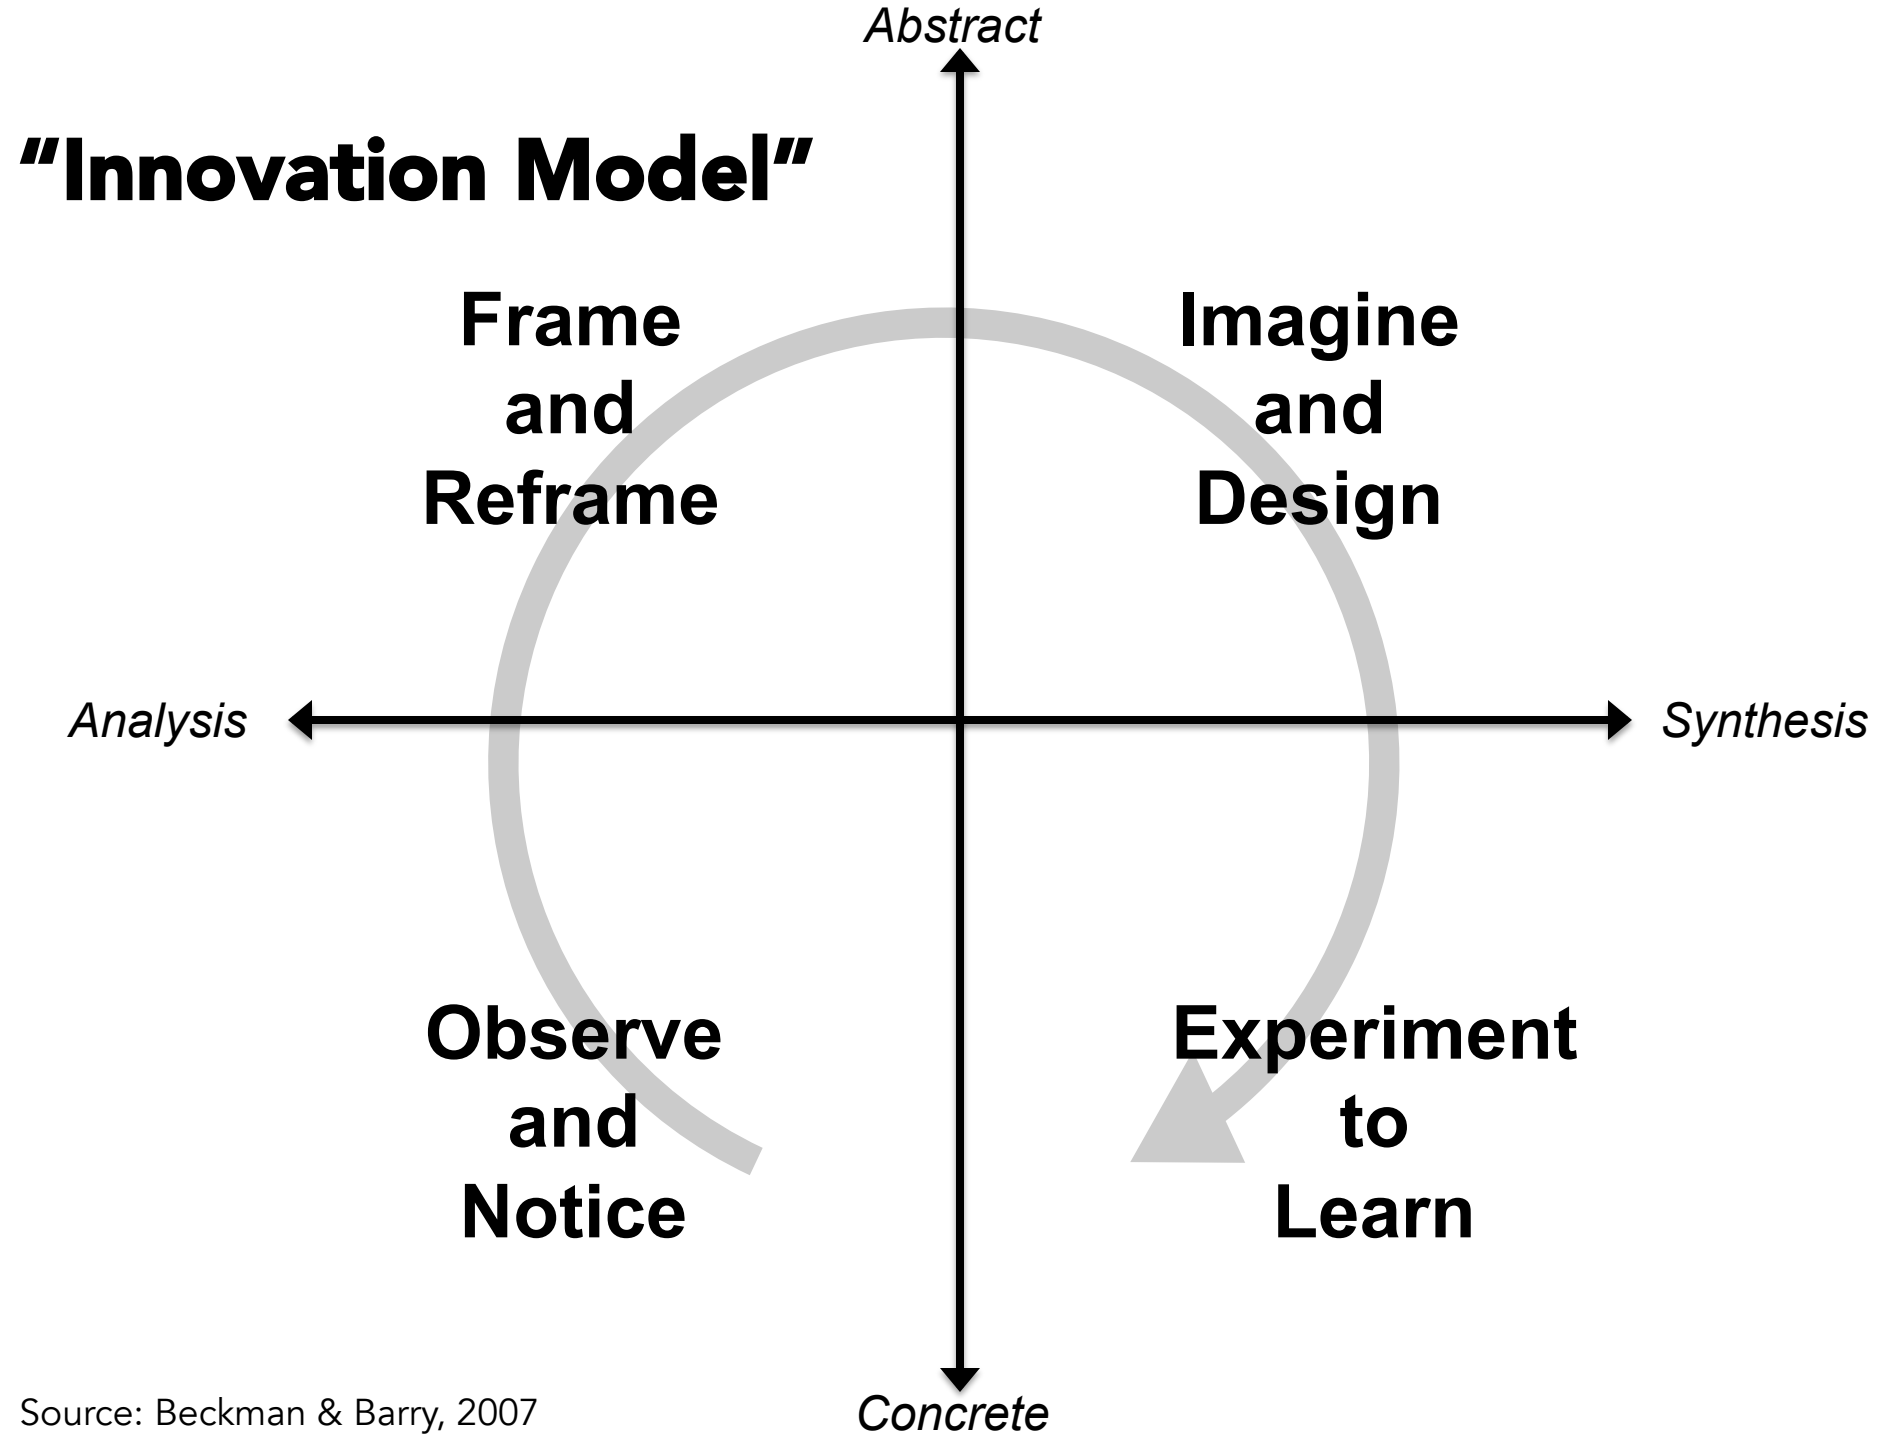 Abstract
"Innovation Model"
Frame
and
Reframe
Imagine
and
Design
Analysis
Synthesis
Observe
and
Notice
Experiment
to
Learn
Source: Beckman & Barry, 2007
Concrete